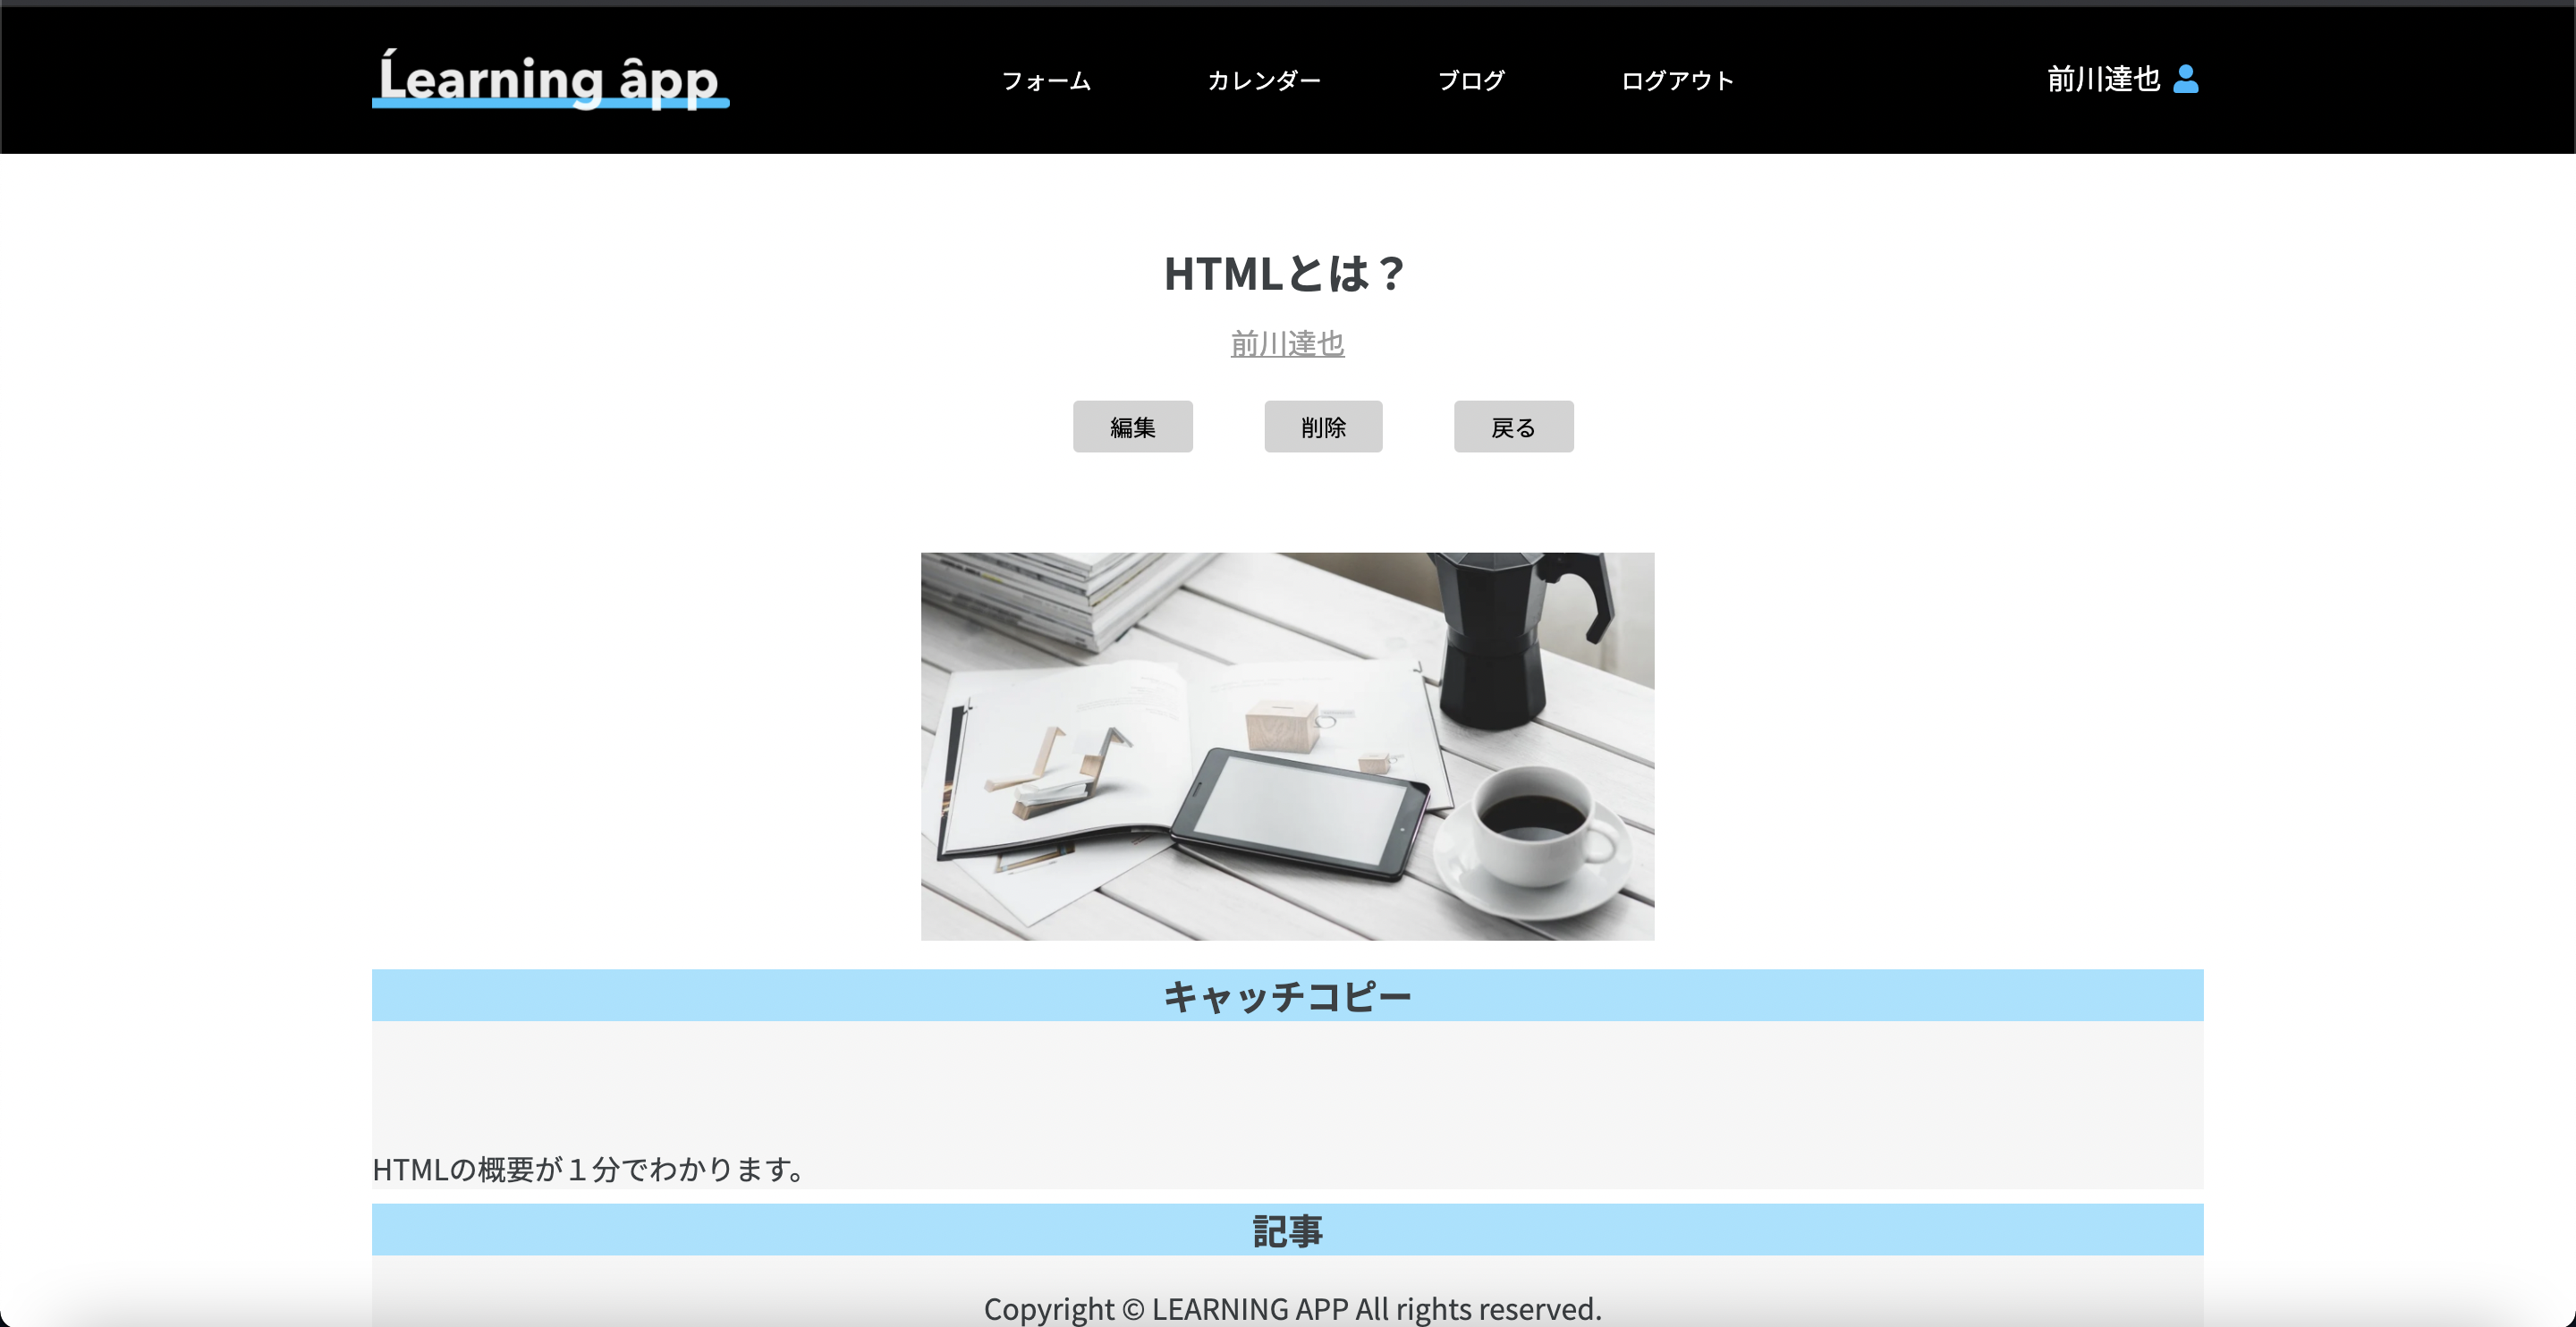 Ĺearning âpp
フォーム
カレンダー
ブログ
ログアウト
前川達也
HTMLとは？
前川達也
編集
削除
戻る
キャッチコピー
HTMLの概要が１分でわかります。
記事
Copyright © LEARNING APP All rights reserved.